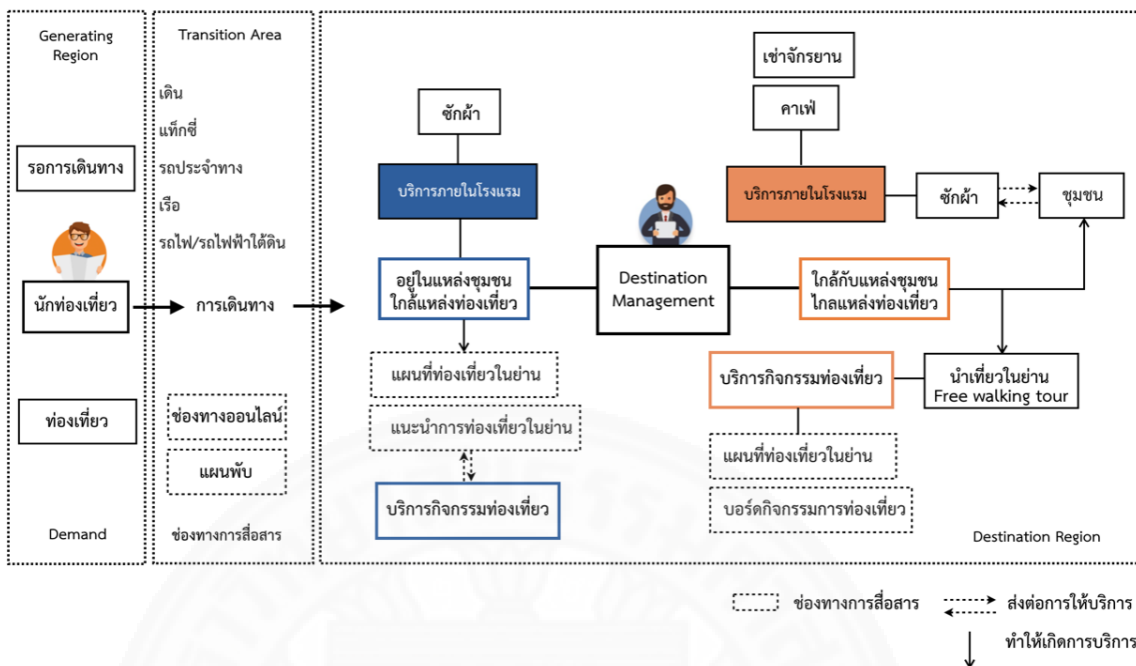 Generating
Region
รอการเดินทาง
นักท่องเที่ยว
ท่องเที่ยว
Demand
Transition Area
เดิน
แท็กซี่
รถประจำทาง
เรือ
รถไฟ/รถไฟฟ้าใต้ดิน
การเดินทาง
ช่องทางออนไลน์
แผนพับ
ช่องทางการสื่อสาร
ซักผ้า
บริการภายในโรงแรม
อยู่ในแหล่งชุมชน
ใกล้แหล่งท่องเที่ยว
แผนที่ท่องเที่ยวในย่าน
แนะนำการท่องเที่ยวในย่าน
บริการกิจกรรมท่องเที่ยว
Destination
Management
เช่าจักรยาน
คาเฟ่
บริการภายในโรงแรม
ซักผ้า
ชุมชน
ใกล้กับแหล่งชุมชน
ไกลแหล่งท่องเที่ยว
บริการกิจกรรมท่องเที่ยว
นำเที่ยวในย่าน
Free walking tour
แผนที่ท่องเที่ยวในย่าน
บอร์ดกิจกรรมการท่องเที่ยว
Destination Region
ช่องทางการสื่อสาร
ส่งต่อการให้บริการ
ทำให้เกิดการบริการ